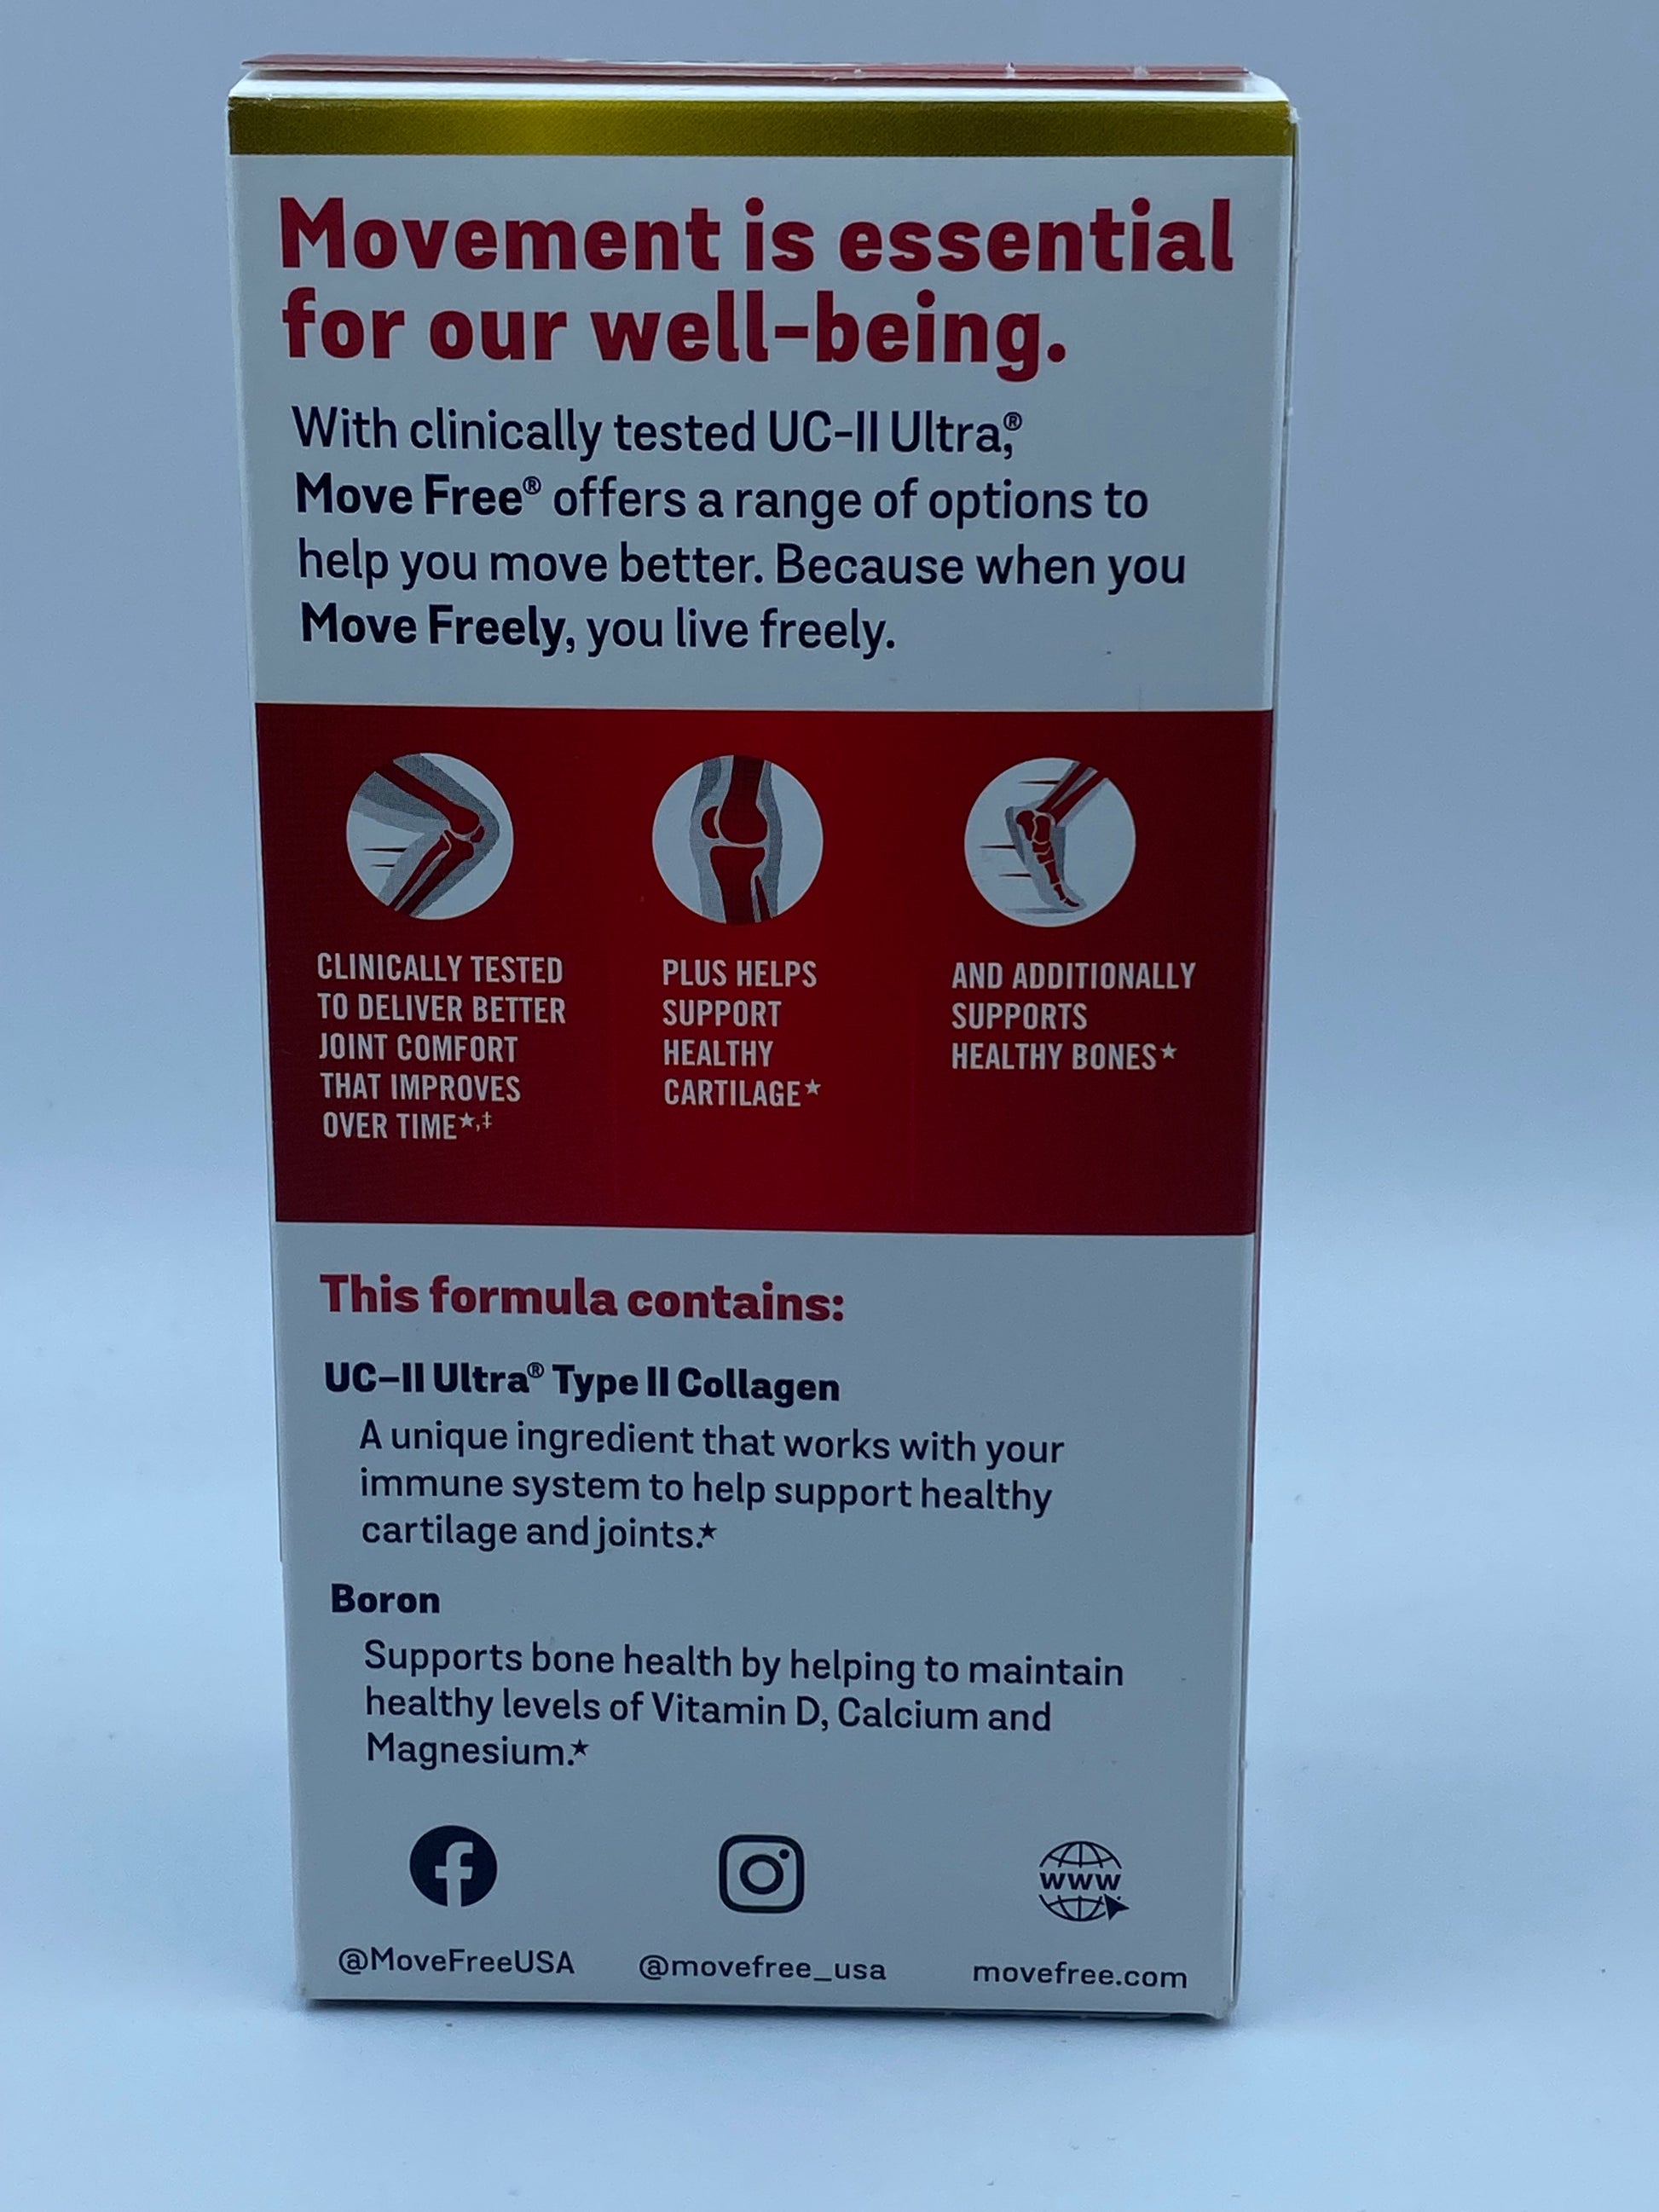 Movement is essential
for our well-being.
With clinically tested UC-II Ultra,®
Move Free® offers a range of options to
help you move better. Because when you
Move Freely, you live freely.
CLINICALLY TESTED
TO DELIVER BETTER
JOINT COMFORT
THAT IMPROVES
OVER TIME★,‡
PLUS HELPS
SUPPORT
HEALTHY
CARTILAGE★
AND ADDITIONALLY
SUPPORTS
HEALTHY BONES★
This formula contains:
UC-II Ultra® Type II Collagen
A unique ingredient that works with your
immune system to help support healthy
cartilage and joints.★
Boron
Supports bone health by helping to maintain
healthy levels of Vitamin D, Calcium and
Magnesium.★
www
@MoveFreeUSA
@movefree_usa
movefree.com